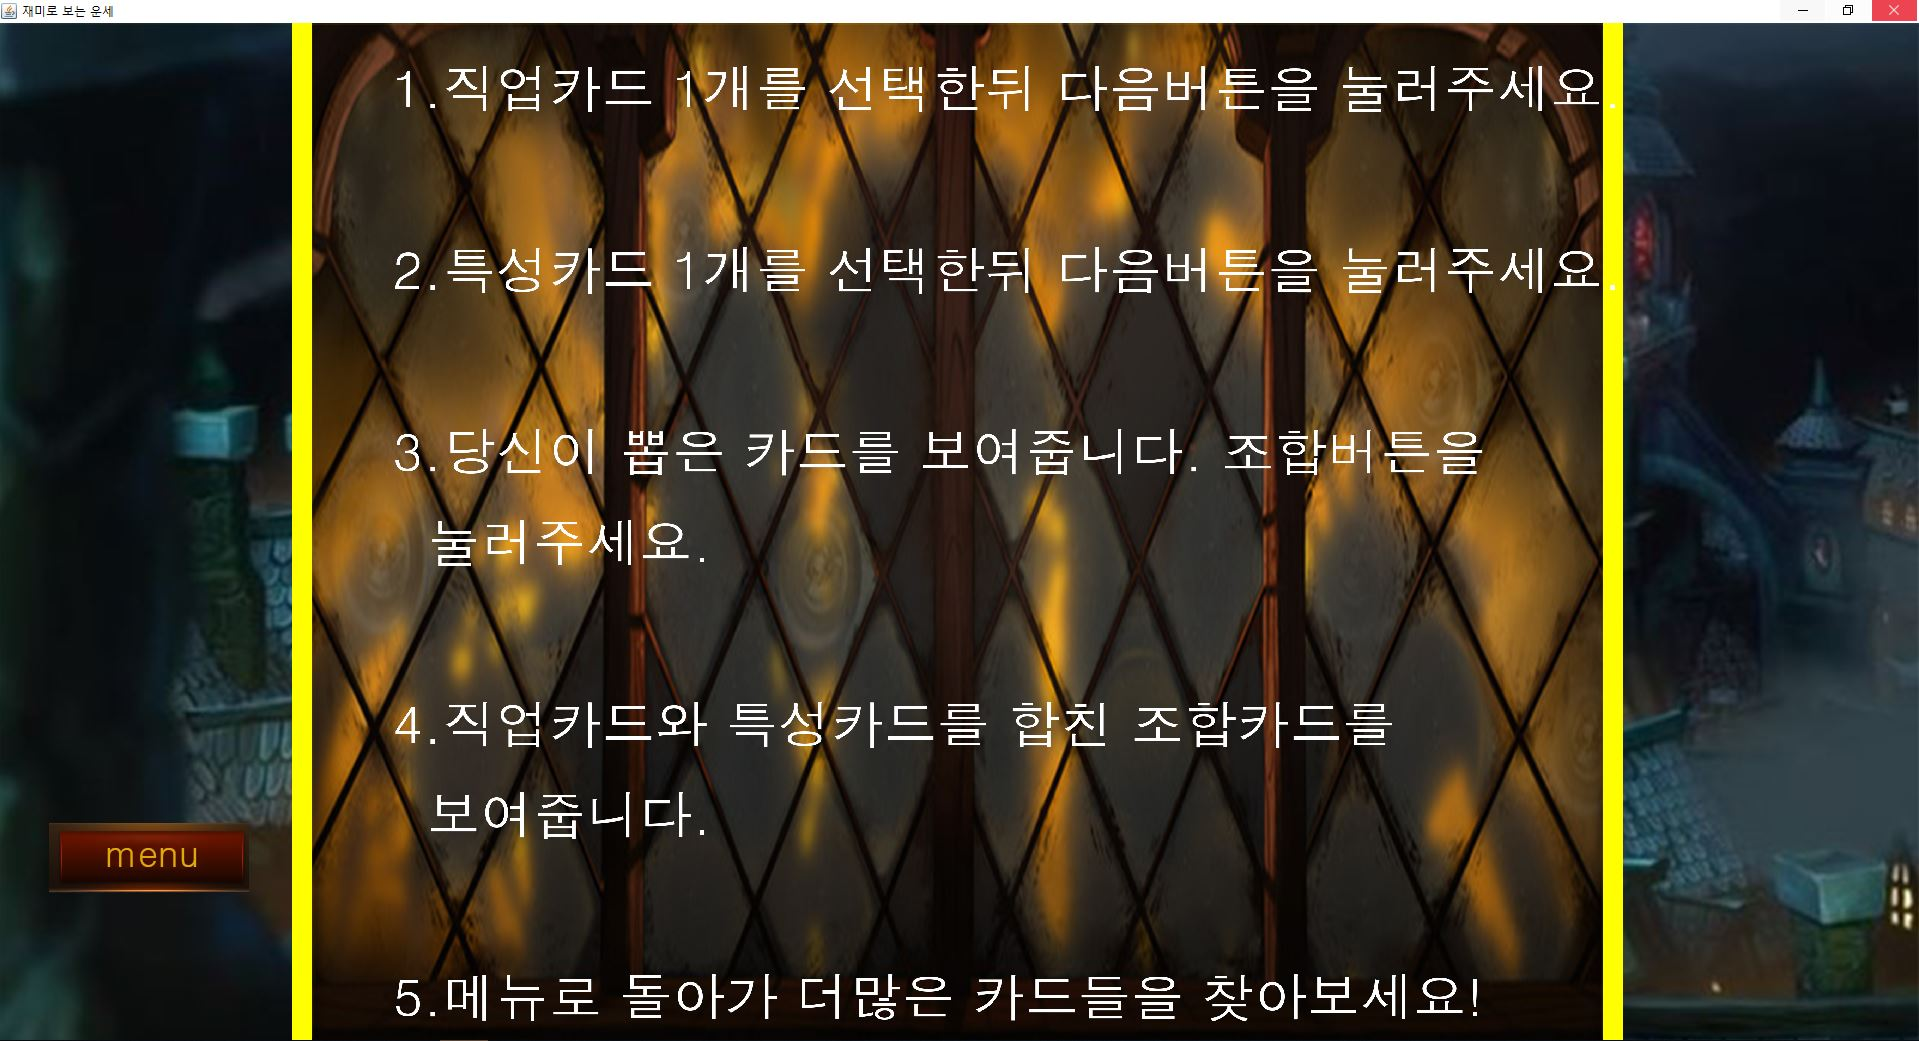 재미로 보는 운세
1.직업카드 1개를 선택한뒤 다음버튼을 눌러주세요.
2.특성카드 1개를 선택한뒤 다음버튼을 눌러주세요.
3.당신이 뽑은 카드를 보여줍니다. 조합버튼을
눌러주세요.
4.직업카드와 특성카드를 합친 조합카드를
보여줍니다.
menu
5.메뉴로 돌아가 더많은 카드들을 찾아보세요!